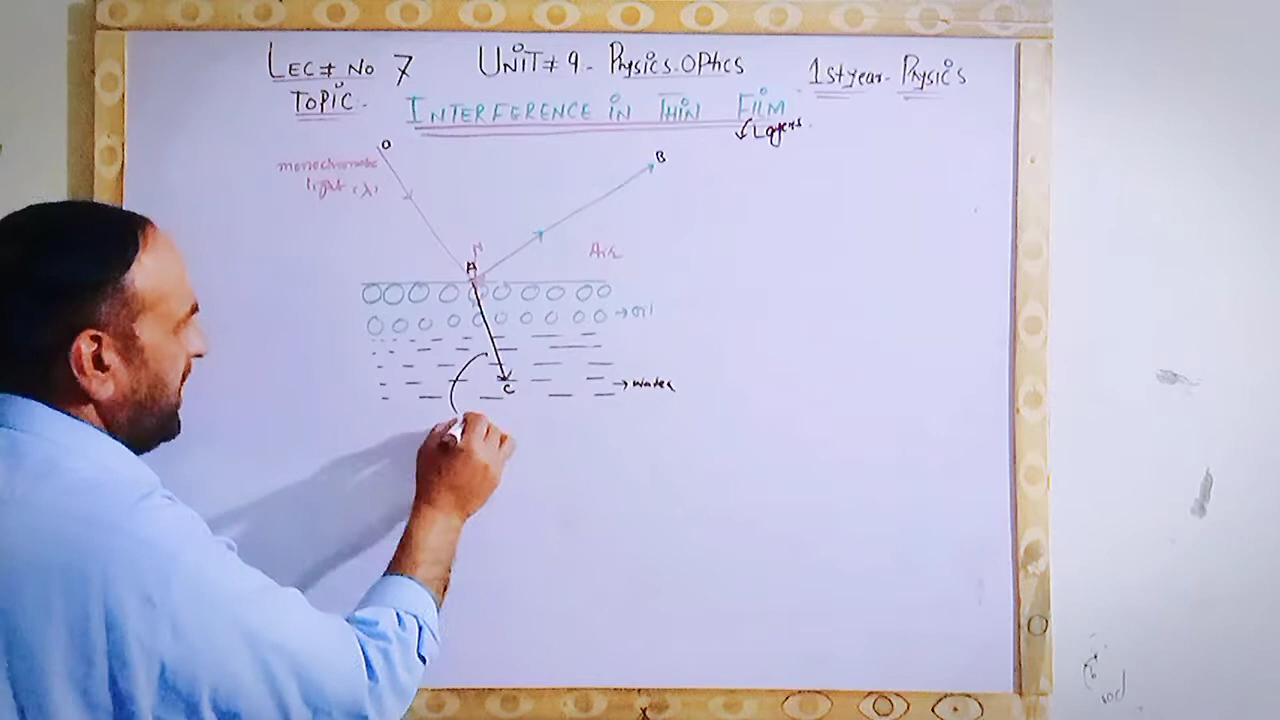 LEC # NO 7 UNIT # 9 - Physics.Optics 1st year - Physics
TOPIC - INTERFERENCE IN THIN FILM
Layers
O
B
monochromatic
light (λ)
N
Air
A
→ oil
→ water
C